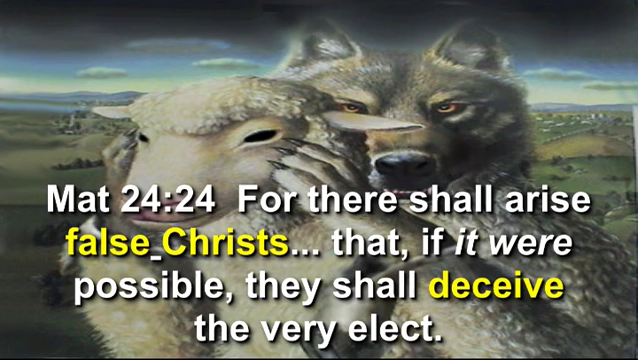 Mat 24:24  For there shall arise
false Christs... that, if it were
possible, they shall deceive
the very elect.